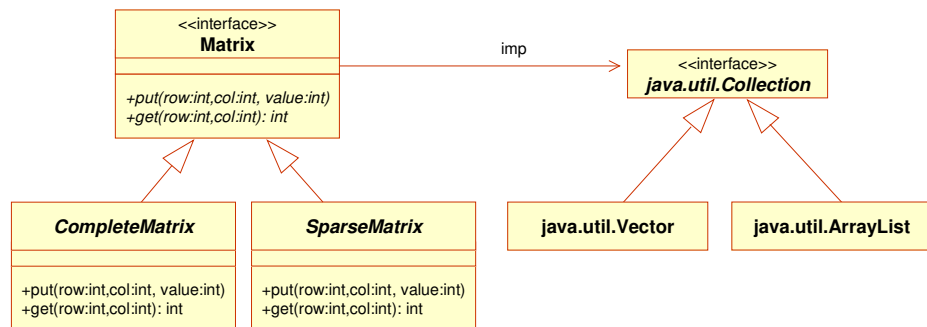 <<interface>>
Matrix
+put(row:int,col:int, value:int)
+get(row:int,col:int): int
imp
<<interface>>
java.util.Collection
CompleteMatrix
+put(row:int,col:int, value:int)
+get(row:int,col:int): int
SparseMatrix
+put(row:int,col:int, value:int)
+get(row:int,col:int): int
java.util.Vector
java.util.ArrayList